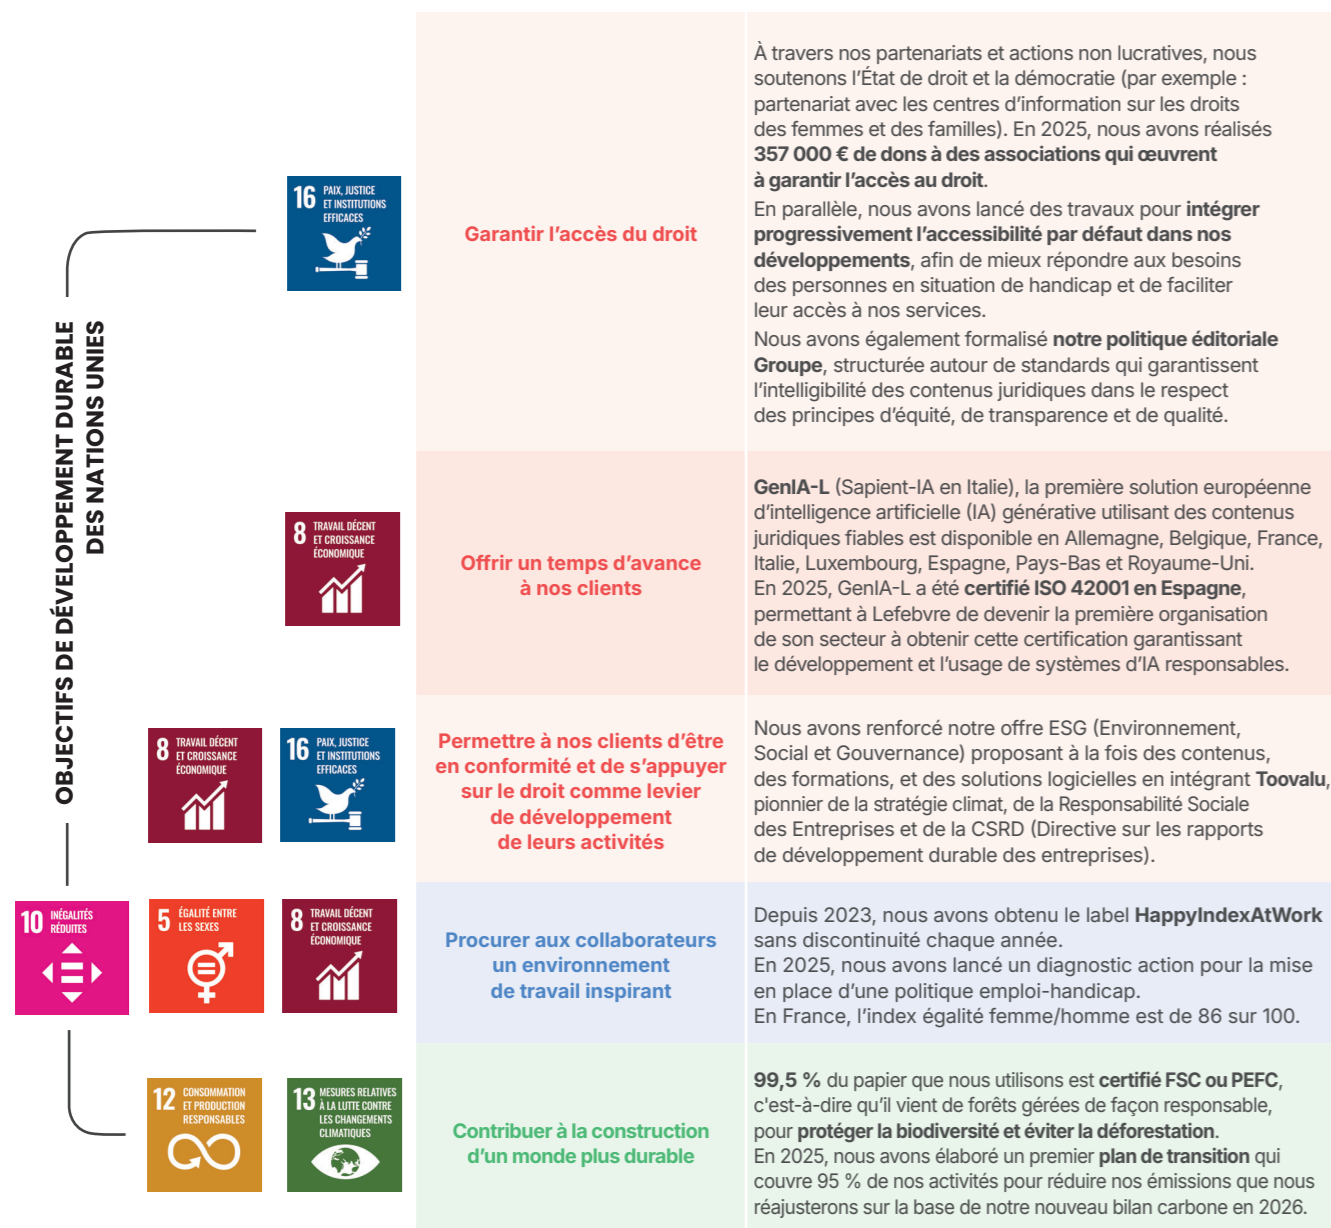 OBJECTIFS DE DÉVELOPPEMENT DURABLE
DES NATIONS UNIES
16 PAIX, JUSTICE
ET INSTITUTIONS
EFFICACES
Garantir l’accès du droit
À travers nos partenariats et actions non lucratives, nous
soutenons l’État de droit et la démocratie (par exemple :
partenariat avec les centres d’information sur les droits
des femmes et des familles). En 2025, nous avons réalisés
357 000 € de dons à des associations qui œuvrent
à garantir l’accès au droit.
En parallèle, nous avons lancé des travaux pour intégrer
progressivement l’accessibilité par défaut dans nos
développements, afin de mieux répondre aux besoins
des personnes en situation de handicap et de faciliter
leur accès à nos services.
Nous avons également formalisé notre politique éditoriale
Groupe, structurée autour de standards qui garantissent
l’intelligibilité des contenus juridiques dans le respect
des principes d’équité, de transparence et de qualité.
8 TRAVAIL DÉCENT
ET CROISSANCE
ÉCONOMIQUE
Offrir un temps d’avance
à nos clients
GenIA-L (Sapient-IA en Italie), la première solution européenne
d’intelligence artificielle (IA) générative utilisant des contenus
juridiques fiables est disponible en Allemagne, Belgique, France,
Italie, Luxembourg, Espagne, Pays-Bas et Royaume-Uni.
En 2025, GenIA-L a été certifié ISO 42001 en Espagne,
permettant à Lefebvre de devenir la première organisation
de son secteur à obtenir cette certification garantissant
le développement et l’usage de systèmes d’IA responsables.
8 TRAVAIL DÉCENT
ET CROISSANCE
ÉCONOMIQUE
16 PAIX, JUSTICE
ET INSTITUTIONS
EFFICACES
Permettre à nos clients d’être
en conformité et de s’appuyer
sur le droit comme levier
de développement
de leurs activités
Nous avons renforcé notre offre ESG (Environnement,
Social et Gouvernance) proposant à la fois des contenus,
des formations, et des solutions logicielles en intégrant Toovalu,
pionnier de la stratégie climat, de la Responsabilité Sociale
des Entreprises et de la CSRD (Directive sur les rapports
de développement durable des entreprises).
10 INÉGALITÉS
RÉDUITES
5 ÉGALITÉ ENTRE
LES SEXES
8 TRAVAIL DÉCENT
ET CROISSANCE
ÉCONOMIQUE
Procurer aux collaborateurs
un environnement
de travail inspirant
Depuis 2023, nous avons obtenu le label HappyIndexAtWork
sans discontinuité chaque année.
En 2025, nous avons lancé un diagnostic action pour la mise
en place d’une politique emploi-handicap.
En France, l’index égalité femme/homme est de 86 sur 100.
12 CONSOMMATION
ET PRODUCTION
RESPONSABLES
13 MESURES RELATIVES
À LA LUTTE CONTRE
LES CHANGEMENTS
CLIMATIQUES
Contribuer à la construction
d’un monde plus durable
99,5 % du papier que nous utilisons est certifié FSC ou PEFC,
c'est-à-dire qu’il vient de forêts gérées de façon responsable,
pour protéger la biodiversité et éviter la déforestation.
En 2025, nous avons élaboré un premier plan de transition qui
couvre 95 % de nos activités pour réduire nos émissions que nous
réajusterons sur la base de notre nouveau bilan carbone en 2026.